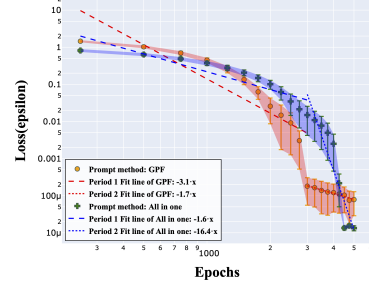 10
5
2
1
5
2
0.1
5
2
0.01
5
2
0.001
5
2
100μ
5
2
10μ
Loss(epsilon)
Prompt method: GPF
Period 1 Fit line of GPF: -3.1·x
Period 2 Fit line of GPF: -1.7·x
Prompt method: All in one
Period 1 Fit line of All in one: -1.6·x
Period 2 Fit line of All in one: -16.4·x
3 4 5 6 7 8 9 1000 2 3 4 5
Epochs